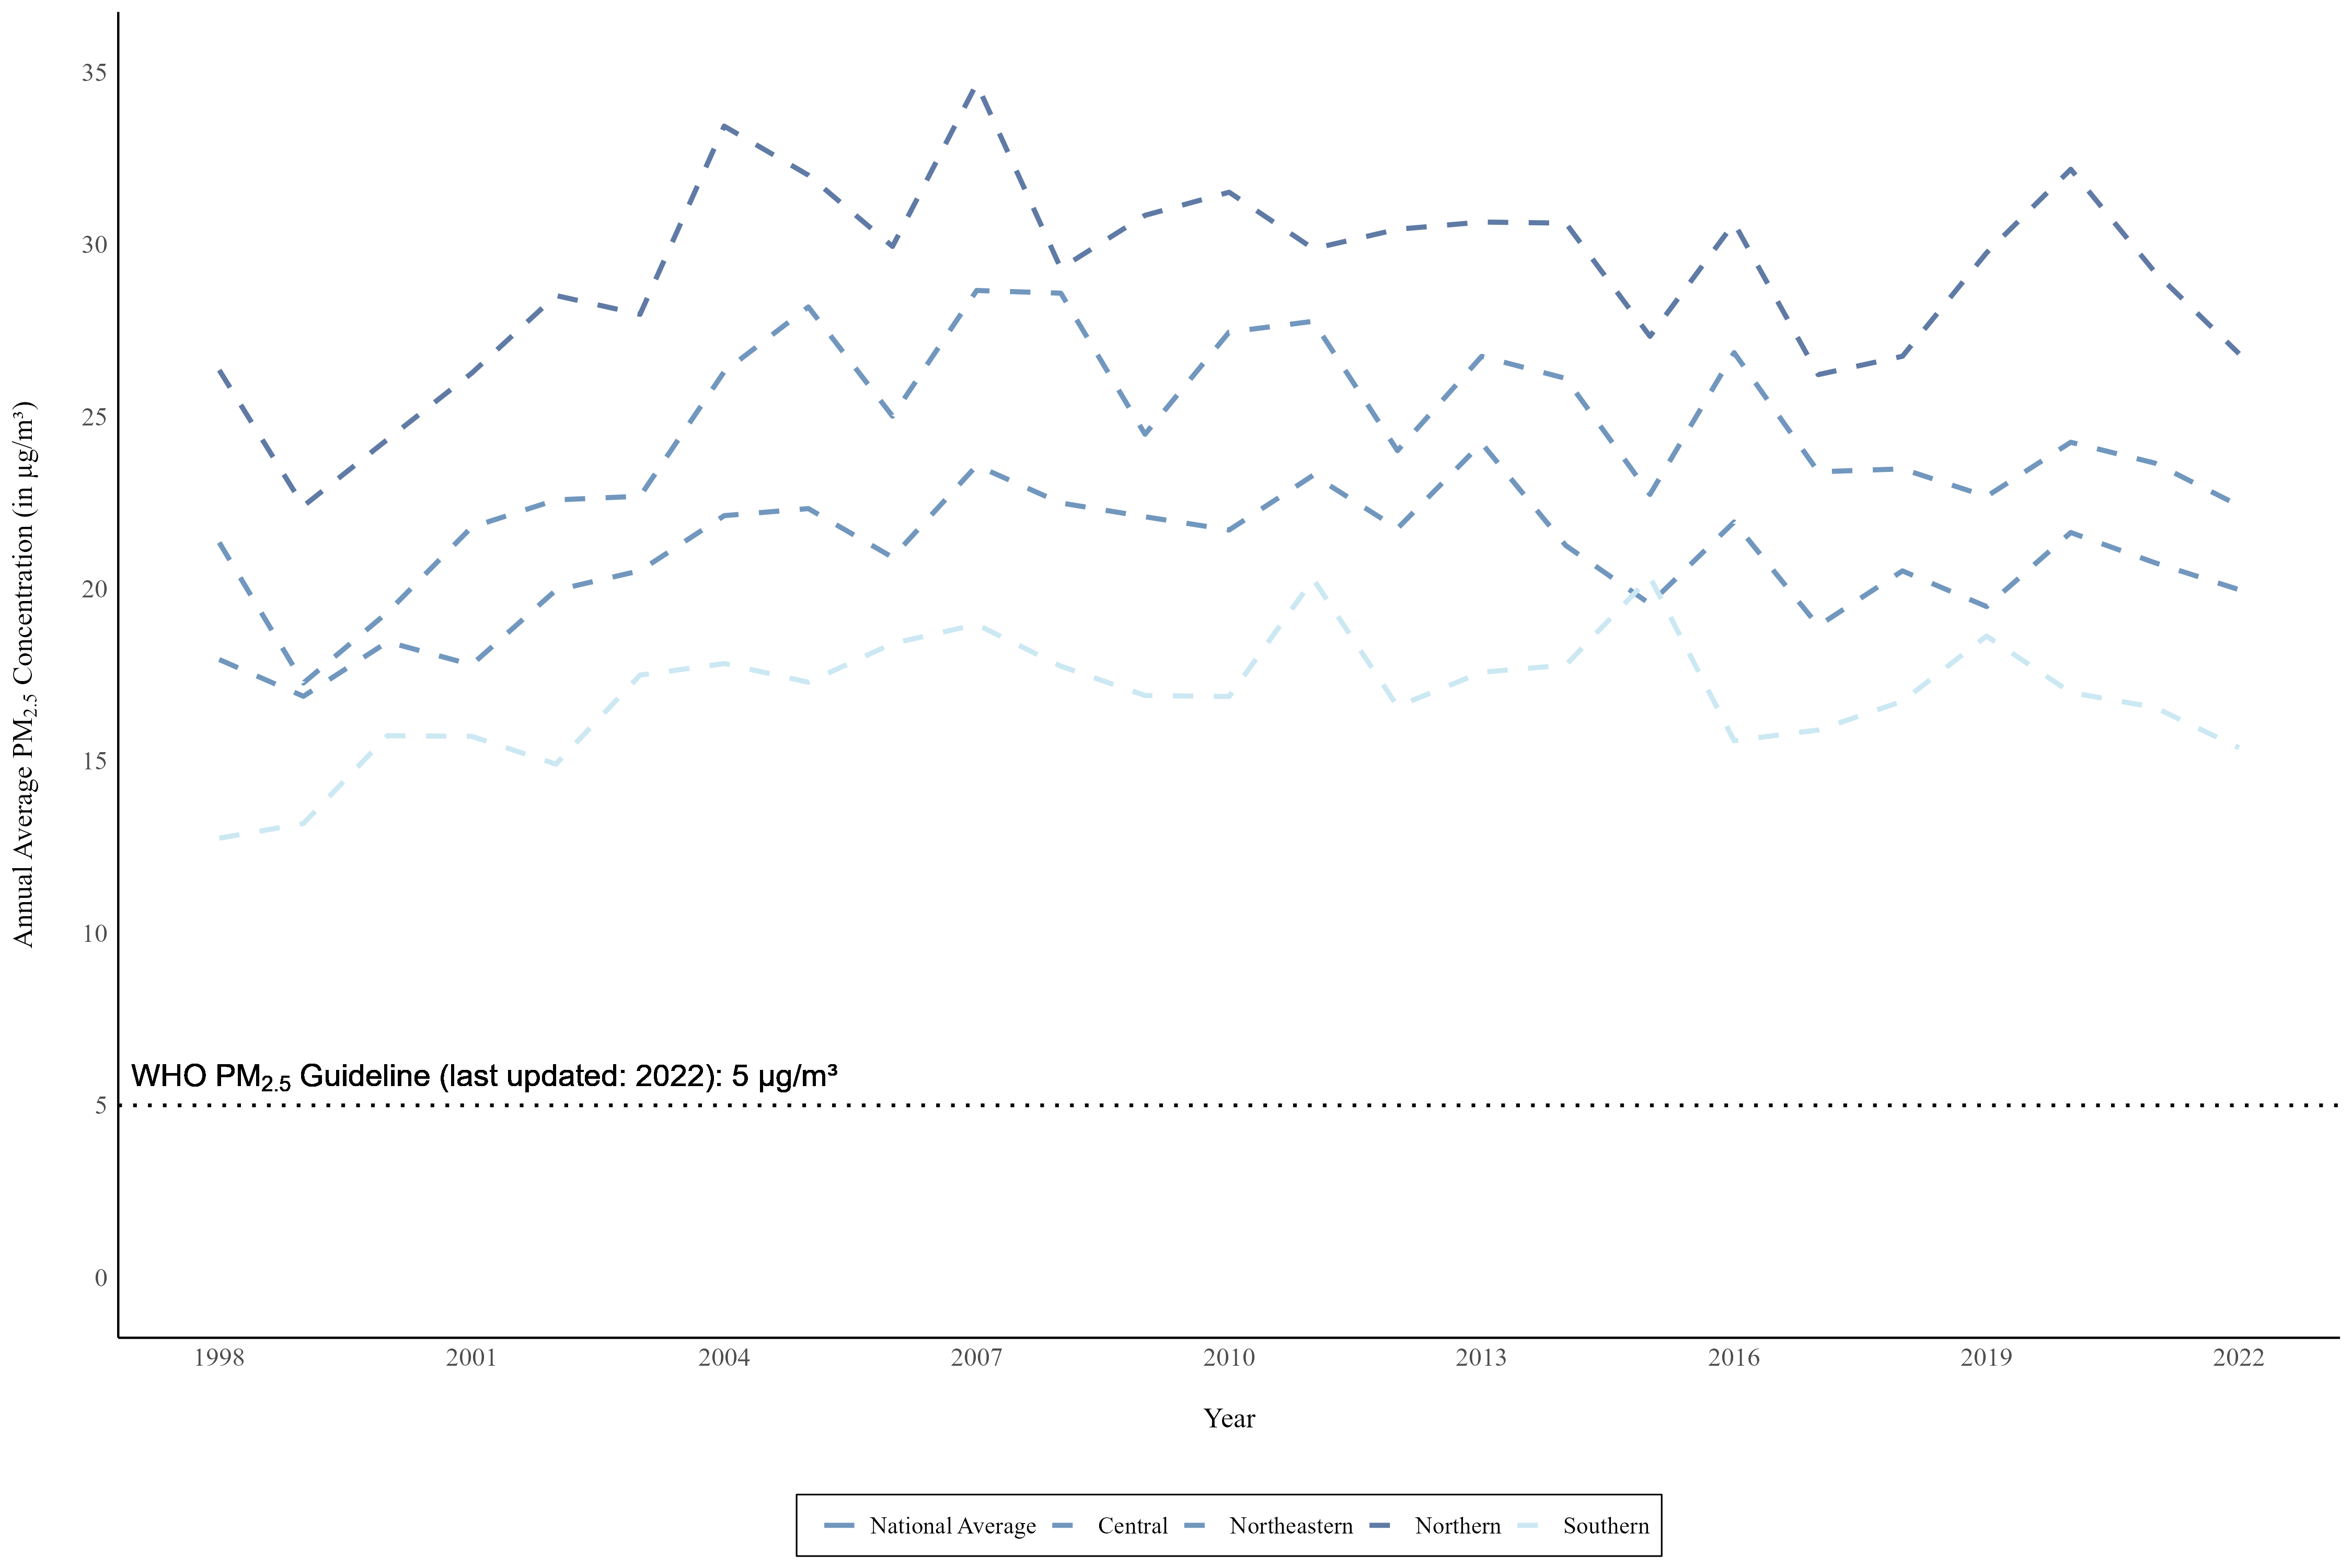 Annual Average PM₂.₅ Concentration (in µg/m³)
35
30
25
20
15
10
WHO PM₂.₅ Guideline (last updated: 2022): 5 µg/m³
5
0
1998 2001 2004 2007 2010 2013 2016 2019 2022
Year
National Average Central Northeastern Northern Southern